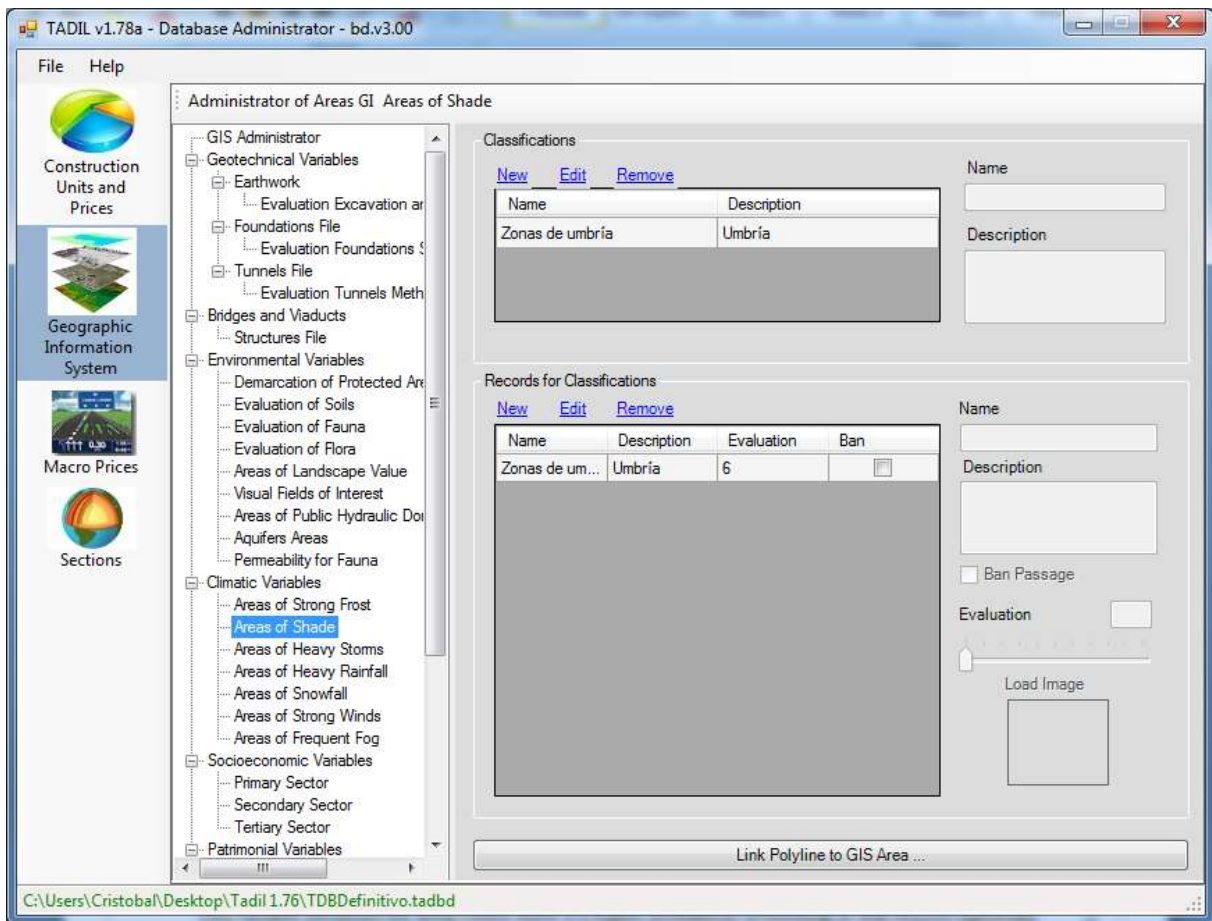 TADIL v1.78a - Database Administrator - bd.v3.00
File Help
Construction
Units and
Prices
Geographic
Information
System
Macro Prices
Sections
Administrator of Areas GI Areas of Shade
GIS Administrator
Geotechnical Variables
Earthwork
Evaluation Excavation ar
Foundations File
Evaluation Foundations S
Tunnels File
Evaluation Tunnels Meth
Bridges and Viaducts
Structures File
Environmental Variables
Demarcation of Protected Are
Evaluation of Soils
Evaluation of Fauna
Evaluation of Flora
Areas of Landscape Value
Visual Fields of Interest
Areas of Public Hydraulic Dor
Aquifers Areas
Permeability for Fauna
Climatic Variables
Areas of Strong Frost
Areas of Shade
Areas of Heavy Storms
Areas of Heavy Rainfall
Areas of Snowfall
Areas of Strong Winds
Areas of Frequent Fog
Socioeconomic Variables
Primary Sector
Secondary Sector
Tertiary Sector
Patrimonial Variables
Classifications
New Edit Remove
Name Description
Zonas de umbría Umbría
Name
Description
Records for Classifications
New Edit Remove
Name Description Evaluation Ban
Zonas de um... Umbría 6
Name
Description
Ban Passage
Evaluation
Load Image
Link Polyline to GIS Area ...
C:\Users\Cristobal\Desktop\Tadil 1.76\TDBDefinitivo.tadbd